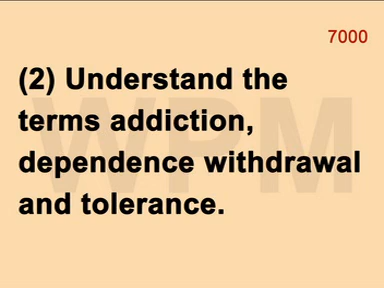 7000
(2) Understand the
terms addiction,
dependence withdrawal
and tolerance.
WPM